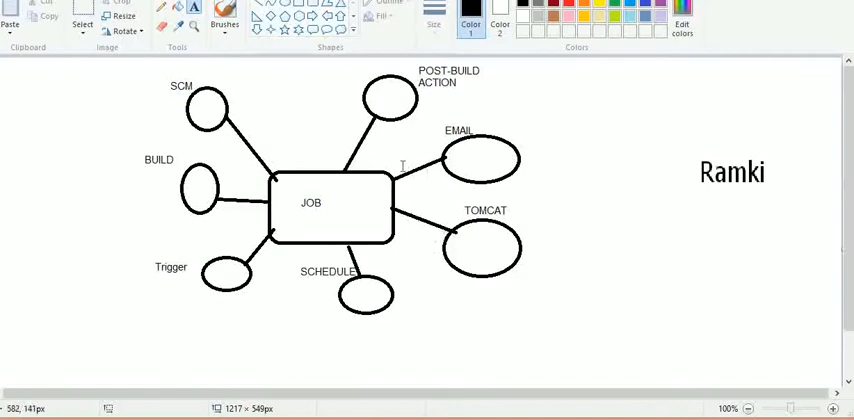 Paste
Cut
Copy
Clipboard
Select
Crop
Resize
Rotate
Image
A
Tools
Brushes
Outline
Fill
Shapes
Size
Color
1
Color
2
Colors
Edit
colors
SCM
POST-BUILD
ACTION
EMAIL
BUILD
Ramki
JOB
TOMCAT
Trigger
SCHEDULE
582, 141px
1217 × 549px
100%